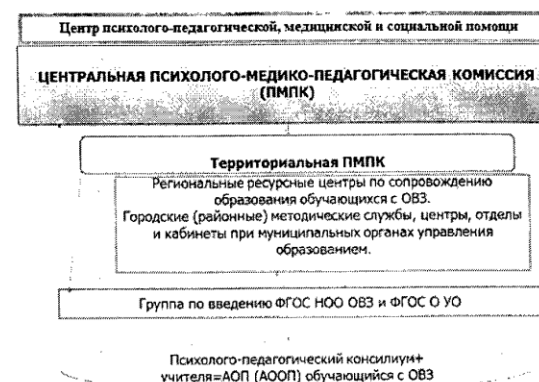 Центр психолого-педагогической, медицинской и социальной помощи
ЦЕНТРАЛЬНАЯ ПСИХОЛОГО-МЕДИКО-ПЕДАГОГИЧЕСКАЯ КОМИССИЯ
(ПМПК)
Территориальная ПМПК
Региональные ресурсные центры по сопровождению
образования обучающихся с ОВЗ.
Городские (районные) методические службы, центры, отделы
и кабинеты при муниципальных органах управления
образованием.
Группа по введению ФГОС НОО ОВЗ и ФГОС О УО
Психолого-педагогический консилиум+
учителя=АОП (АООП) обучающийся с ОВЗ